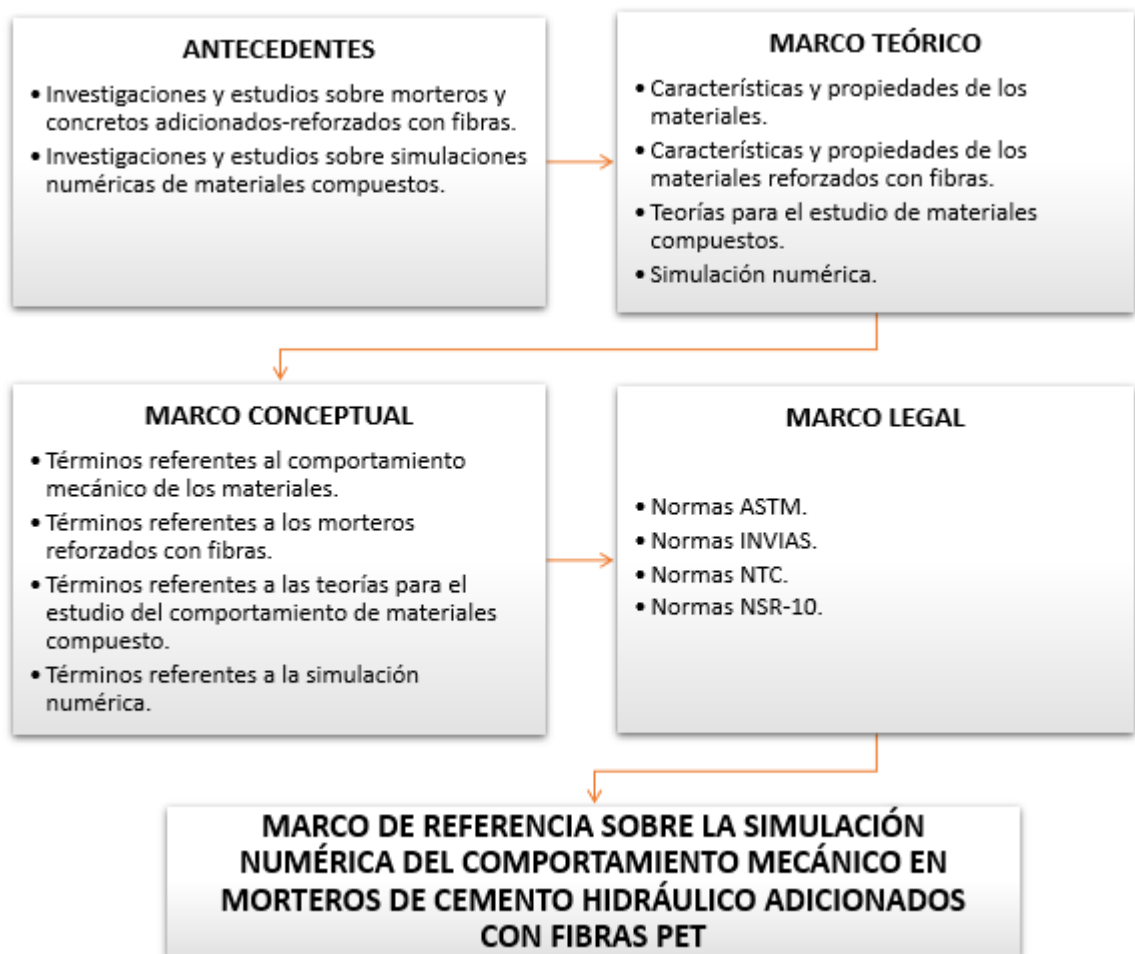 ANTECEDENTES
• Investigaciones y estudios sobre morteros y
concretos adicionados-reforzados con fibras.
• Investigaciones y estudios sobre simulaciones
numéricas de materiales compuestos.
MARCO TEÓRICO
• Características y propiedades de los
materiales.
• Características y propiedades de los
materiales reforzados con fibras.
• Teorías para el estudio de materiales
compuestos.
• Simulación numérica.
MARCO CONCEPTUAL
• Términos referentes al comportamiento
mecánico de los materiales.
• Términos referentes a los morteros
reforzados con fibras.
• Términos referentes a las teorías para el
estudio del comportamiento de materiales
compuesto.
• Términos referentes a la simulación
numérica.
MARCO LEGAL
• Normas ASTM.
• Normas INVIAS.
• Normas NTC.
• Normas NSR-10.
MARCO DE REFERENCIA SOBRE LA SIMULACIÓN
NUMÉRICA DEL COMPORTAMIENTO MECÁNICO EN
MORTEROS DE CEMENTO HIDRÁULICO ADICIONADOS
CON FIBRAS PET